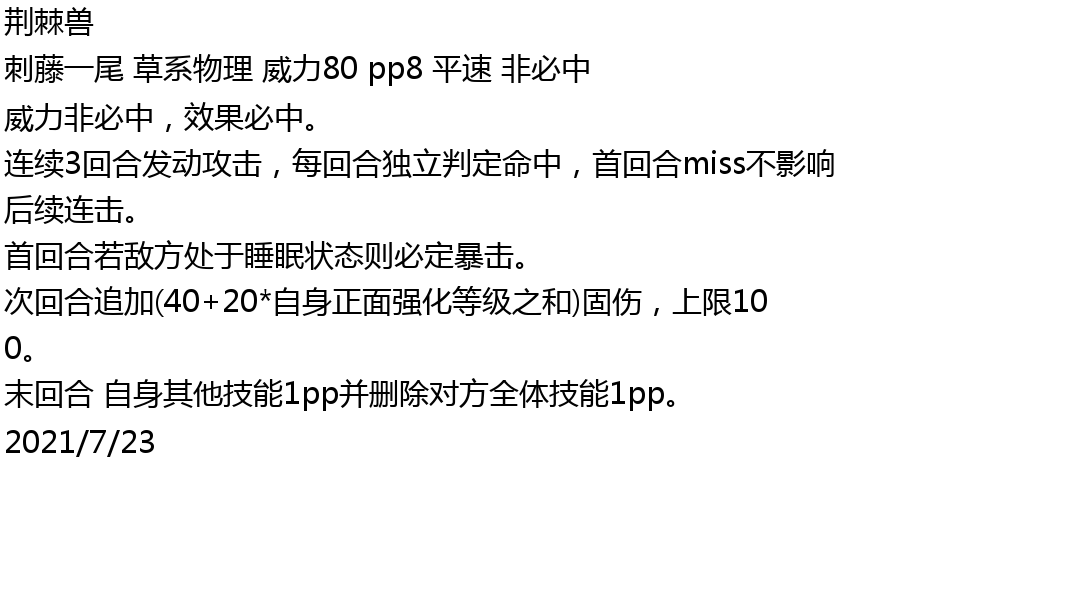 荆棘兽
刺藤一尾 草系物理 威力80 pp8 平速 非必中
威力非必中，效果必中。
连续3回合发动攻击，每回合独立判定命中，首回合miss不影响
后续连击。
首回合若敌方处于睡眠状态则必定暴击。
次回合追加(40+20*自身正面强化等级之和)固伤，上限10
0。
末回合 自身其他技能1pp并删除对方全体技能1pp。
2021/7/23